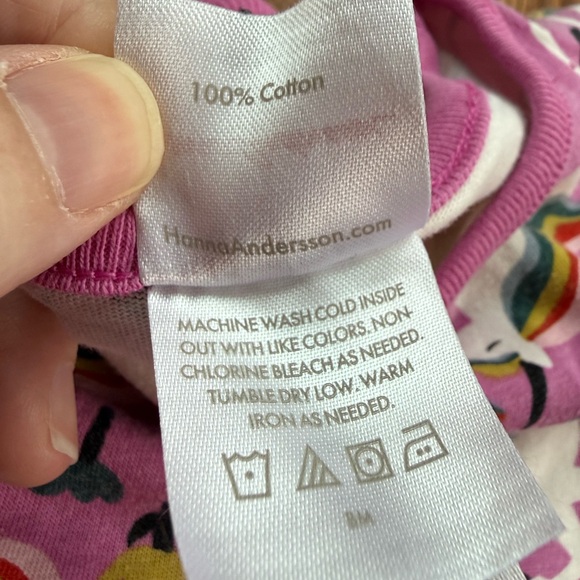 100% Cotton
HannaAndersson.com
MACHINE WASH COLD INSIDE
OUT WITH LIKE COLORS. NON-
CHLORINE BLEACH AS NEEDED.
TUMBLE DRY LOW. WARM
IRON AS NEEDED.